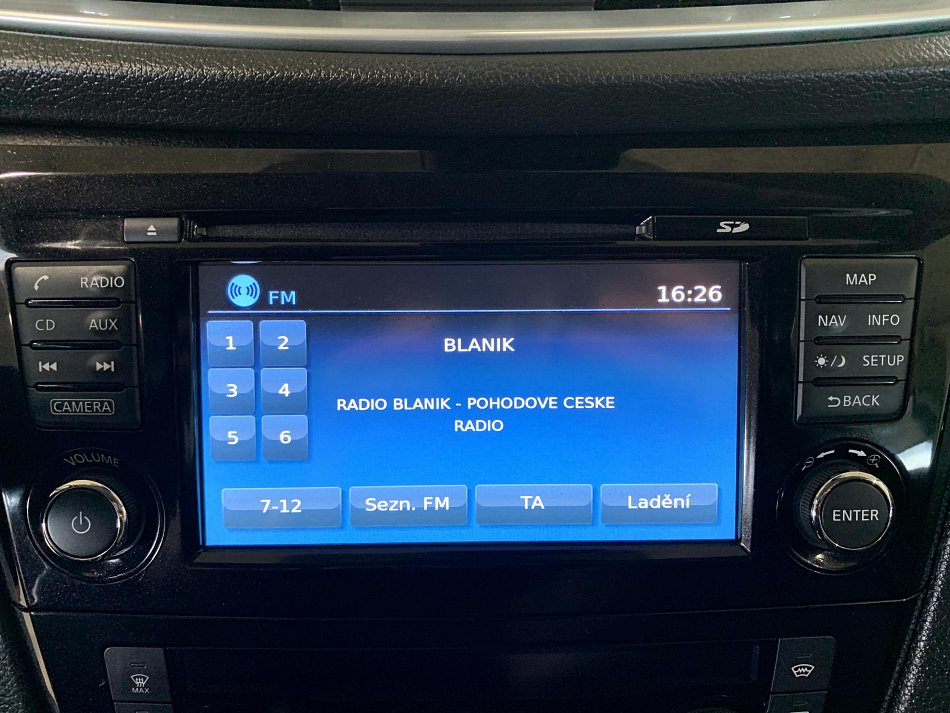 SD
RADIO
CD AUX
CAMERA
VOLUME
FM
16:26
1 2
BLANIK
3 4
RADIO BLANIK - POHODOVE CESKE
RADIO
5 6
7-12 Sezn. FM TA Ladění
MAP
NAV INFO
SETUP
BACK
ENTER
MAX